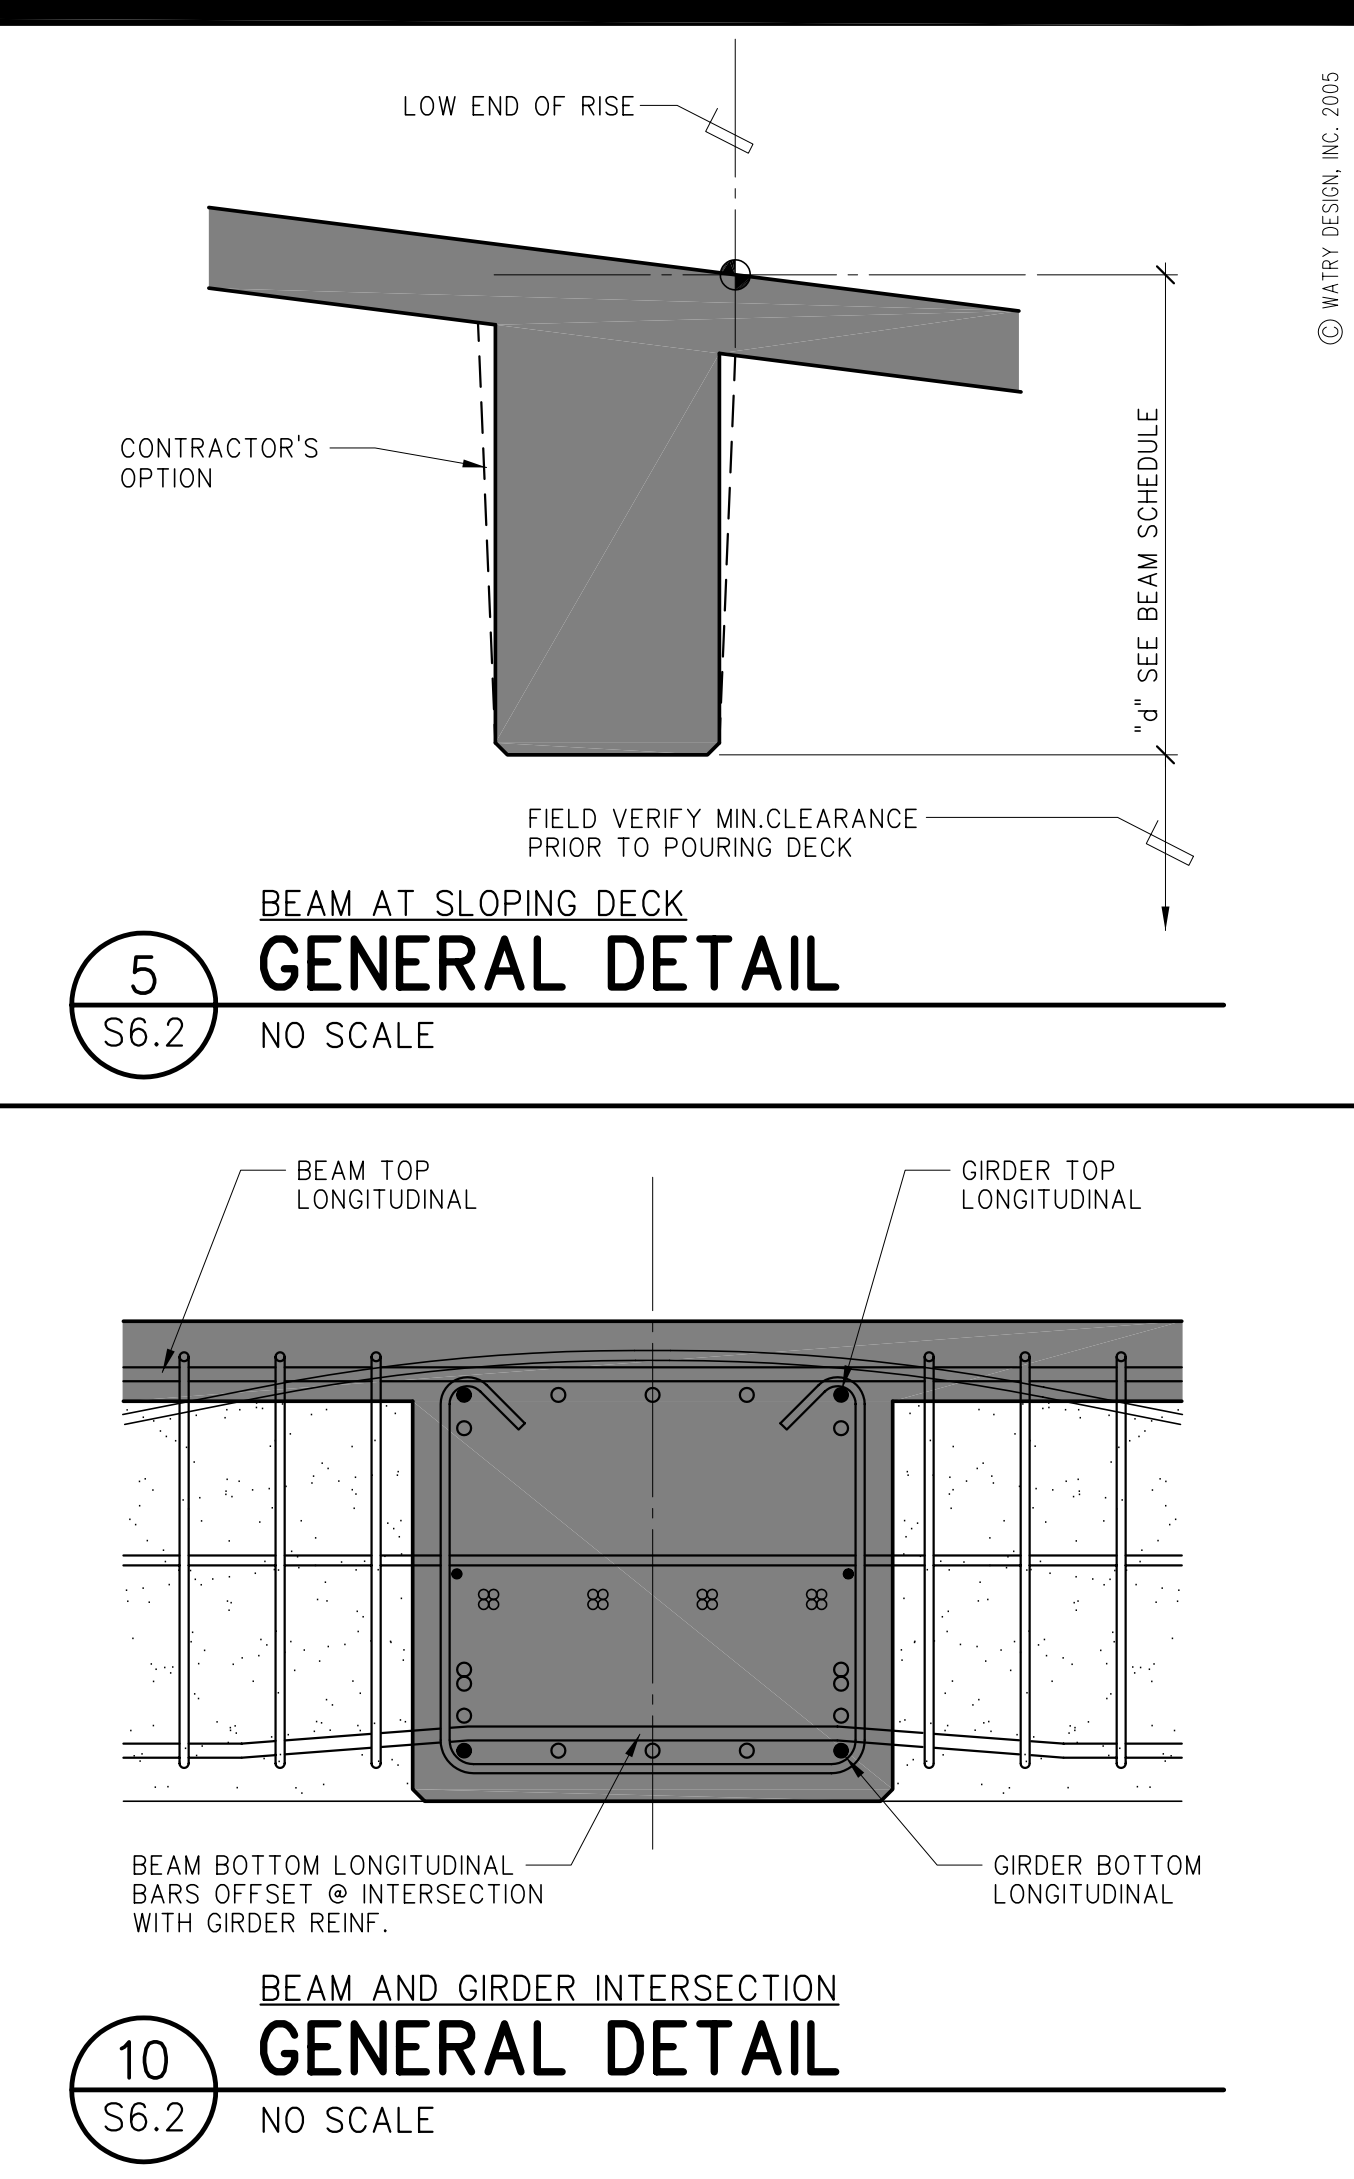 LOW END OF RISE
© WATRY DESIGN, INC. 2005
CONTRACTOR'S
OPTION
"d" SEE BEAM SCHEDULE
FIELD VERIFY MIN.CLEARANCE
PRIOR TO POURING DECK
BEAM AT SLOPING DECK
5
GENERAL DETAIL
S6.2
NO SCALE
BEAM TOP
LONGITUDINAL
GIRDER TOP
LONGITUDINAL
BEAM BOTTOM LONGITUDINAL
BARS OFFSET @ INTERSECTION
WITH GIRDER REINF.
GIRDER BOTTOM
LONGITUDINAL
BEAM AND GIRDER INTERSECTION
10
GENERAL DETAIL
S6.2
NO SCALE